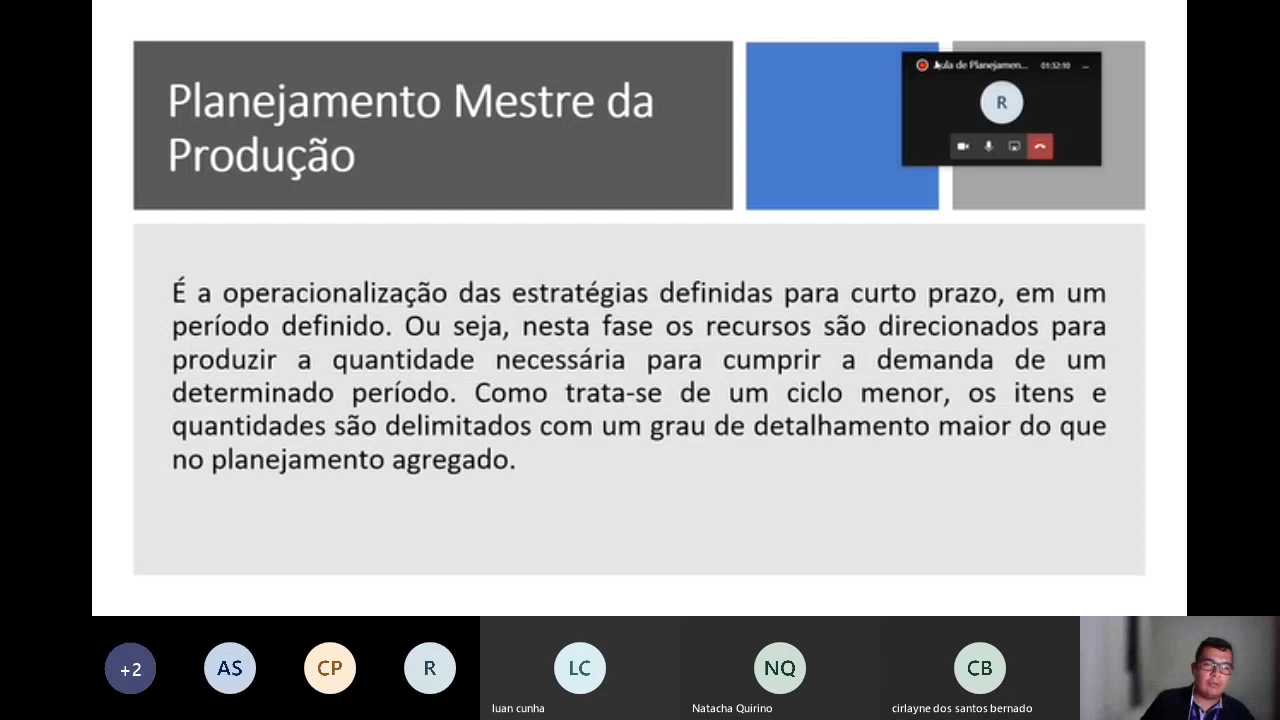 Planejamento Mestre da
Produção
Aula de Planejamen... 01:32:10
R
É a operacionalização das estratégias definidas para curto prazo, em um
período definido. Ou seja, nesta fase os recursos são direcionados para
produzir a quantidade necessária para cumprir a demanda de um
determinado período. Como trata-se de um ciclo menor, os itens e
quantidades são delimitados com um grau de detalhamento maior do que
no planejamento agregado.
+2 AS CP R LC NQ CB
luan cunha Natacha Quirino cirlayne dos santos bernado